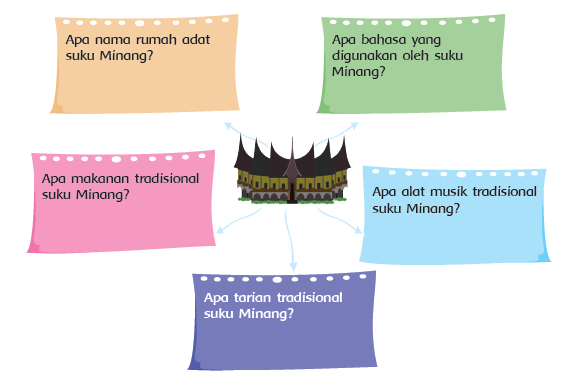 Apa nama rumah adat
suku Minang?
Apa bahasa yang
digunakan oleh suku
Minang?
Apa makanan tradisional
suku Minang?
Apa alat musik tradisional
suku Minang?
Apa tarian tradisional
suku Minang?